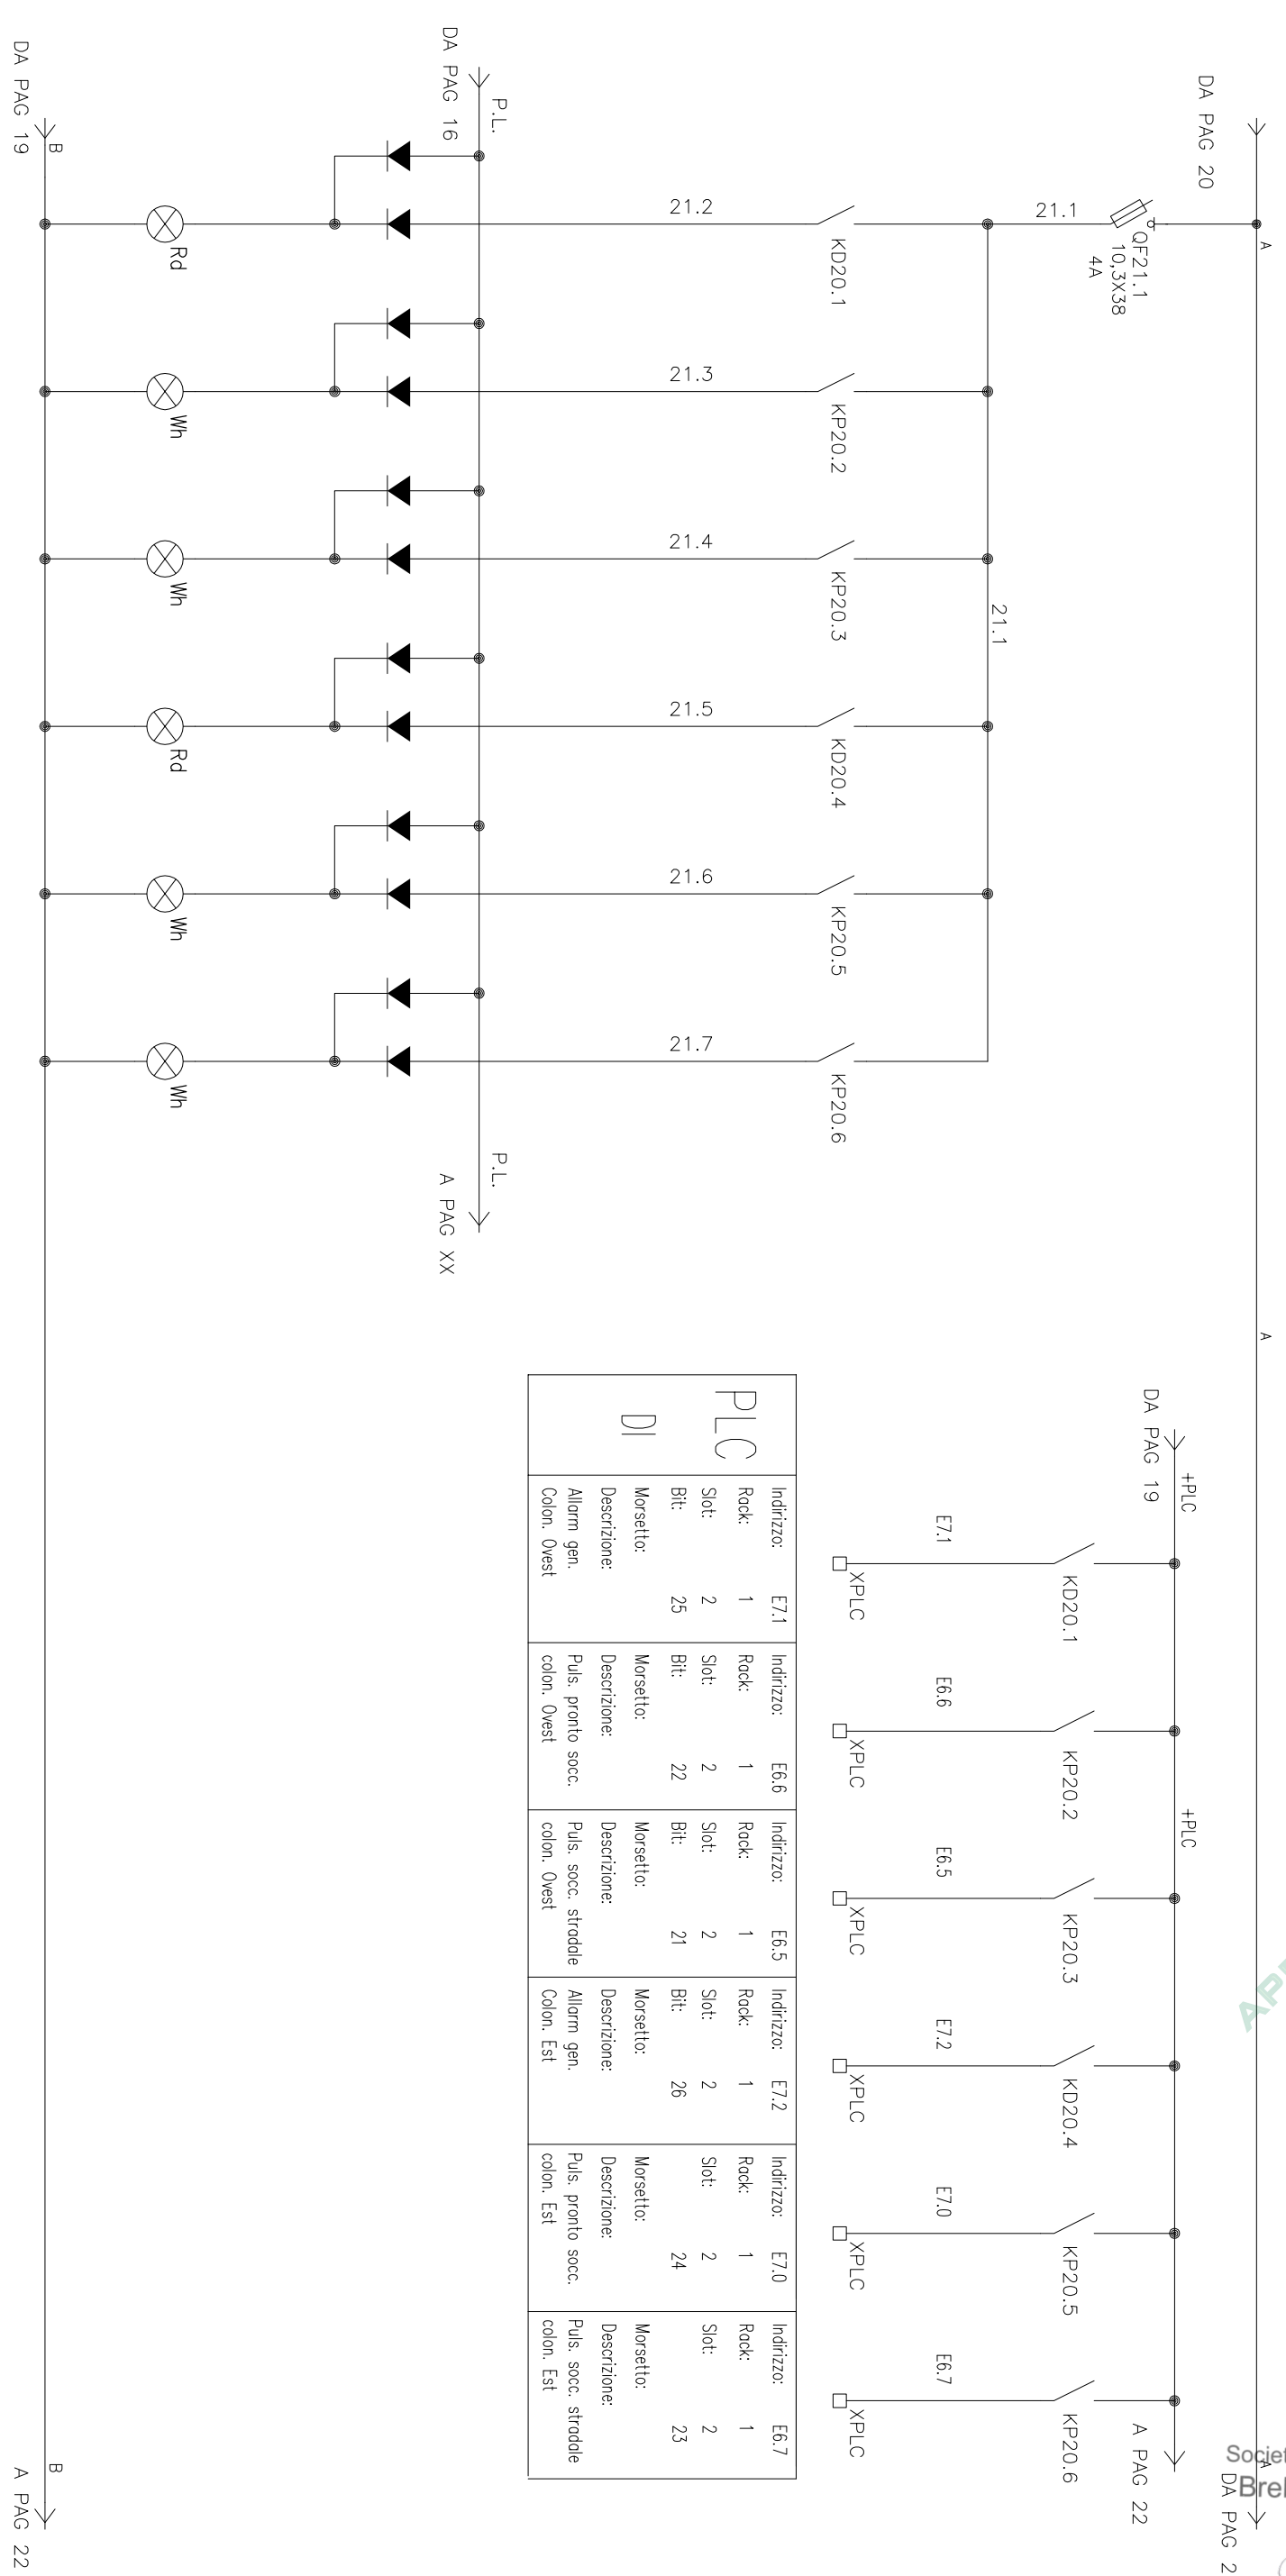 DA PAG 20
A
A
A
DA PAG 2
QF21.1
10,3X38
4A
21.1
21.1
KD20.1
KP20.2
KP20.3
KD20.4
KP20.5
KP20.6
21.2
21.3
21.4
21.5
21.6
21.7
P.L.
DA PAG 16
P.L.
A PAG XX
Rd
Wh
Wh
Rd
Wh
Wh
B
DA PAG 19
B
A PAG 22
+PLC
+PLC
DA PAG 19
A PAG 22
KD20.1
KP20.2
KP20.3
KD20.4
KP20.5
KP20.6
E7.1
E6.6
E6.5
E7.2
E7.0
E6.7
XPLC
XPLC
XPLC
XPLC
XPLC
XPLC
PLC
DI
Indirizzo: E7.1
Rack: 1
Slot: 2
Bit: 25
Morsetto:
Descrizione:
Allarm gen.
Colon. Ovest
Indirizzo: E6.6
Rack: 1
Slot: 2
Bit: 22
Morsetto:
Descrizione:
Puls. pronto socc.
colon. Ovest
Indirizzo: E6.5
Rack: 1
Slot: 2
Bit: 21
Morsetto:
Descrizione:
Puls. socc. stradale
colon. Ovest
Indirizzo: E7.2
Rack: 1
Slot: 2
Bit: 26
Morsetto:
Descrizione:
Allarm gen.
Colon. Est
Indirizzo: E7.0
Rack: 1
Slot: 2
24
Morsetto:
Descrizione:
Puls. pronto socc.
colon. Est
Indirizzo: E6.7
Rack: 1
Slot: 2
23
Morsetto:
Descrizione:
Puls. socc. stradale
colon. Est